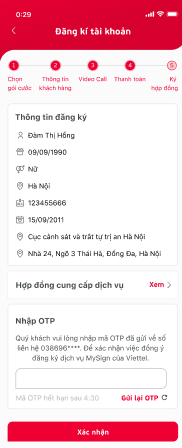 0:29
Đăng kí tài khoản
1
2
3
4
5
Chọn gói cước
Thông tin khách hàng
Video Call
Thanh toán
Ký hợp đồng
Thông tin đăng ký
Đàm Thị Hồng
09/09/1990
Nữ
Hà Nội
123455666
15/09/2011
Cục cảnh sát và trật tự trị an Hà Nội
Nhà 24, Ngõ 3 Thái Hà, Đống Đa, Hà Nội
Hợp đồng cung cấp dịch vụ
Xem
Nhập OTP
Quý khách vui lòng nhập mã OTP đã gửi về số
liên hệ 038696****. Để xác nhận việc đồng ý
đăng ký dịch vụ MySign của Viettel.
Mã OTP hết hạn sau 4:30
Gửi lại OTP
Xác nhận